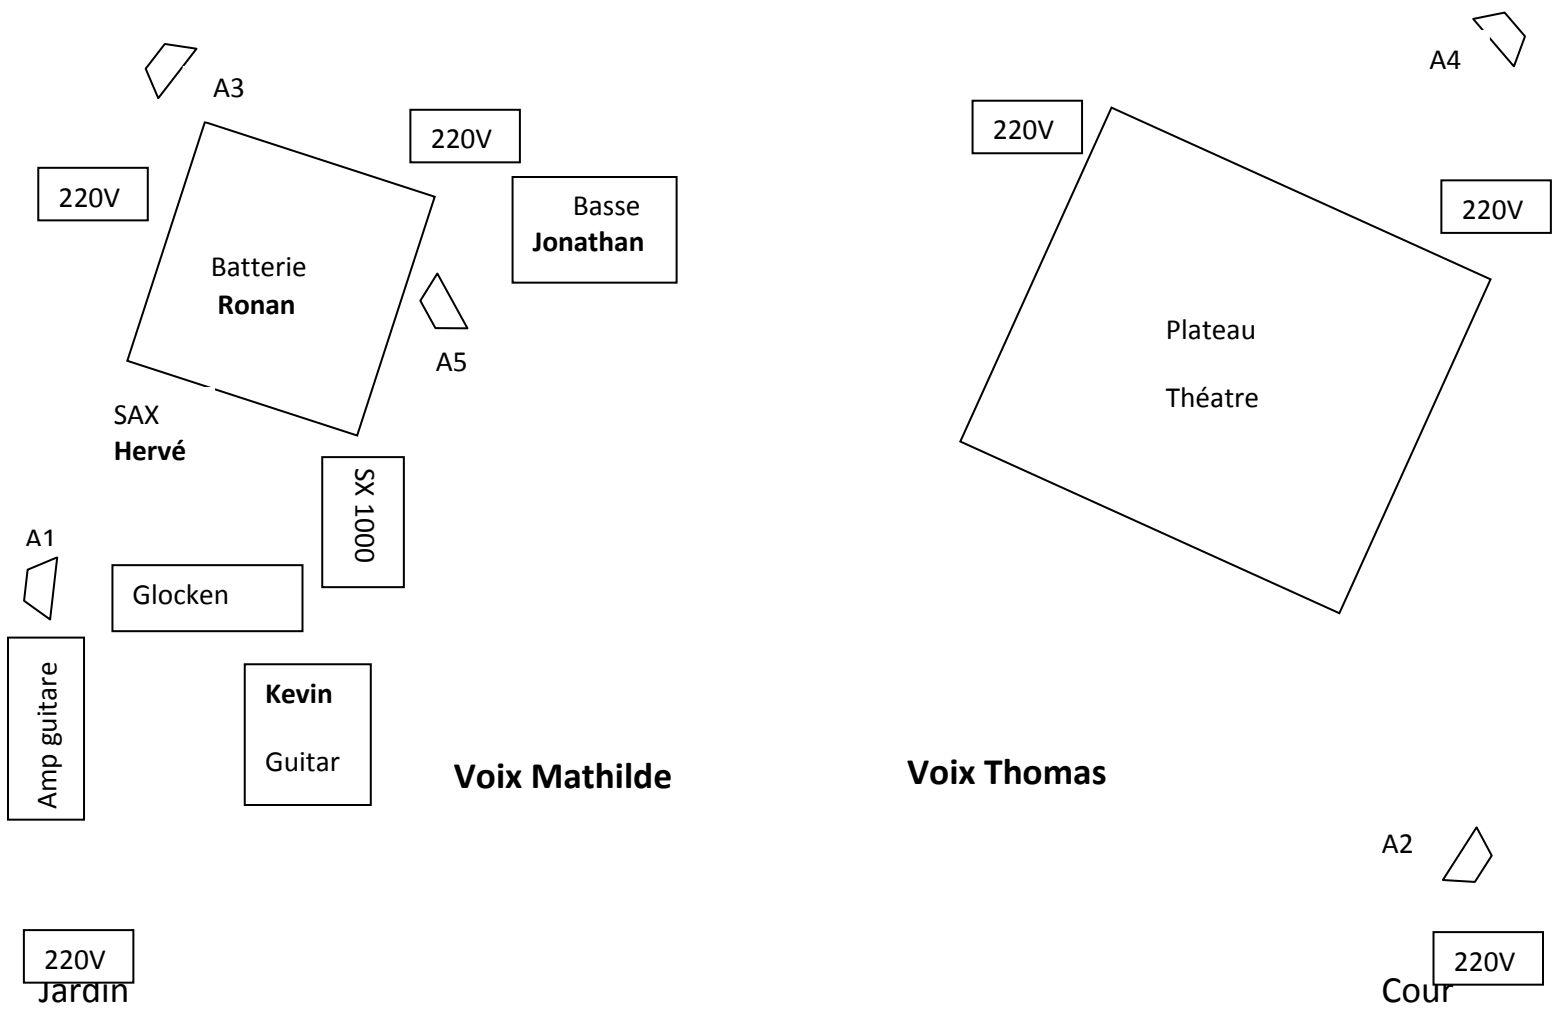 A3
A4
220V
220V
220V
220V
Basse
Jonathan
Batterie
Ronan
A5
Plateau
Théatre
SAX
Hervé
SX 1000
A1
Glocken
Amp guitare
Kevin
Guitar
Voix Mathilde
Voix Thomas
A2
220V
Jardin
220V
Cour